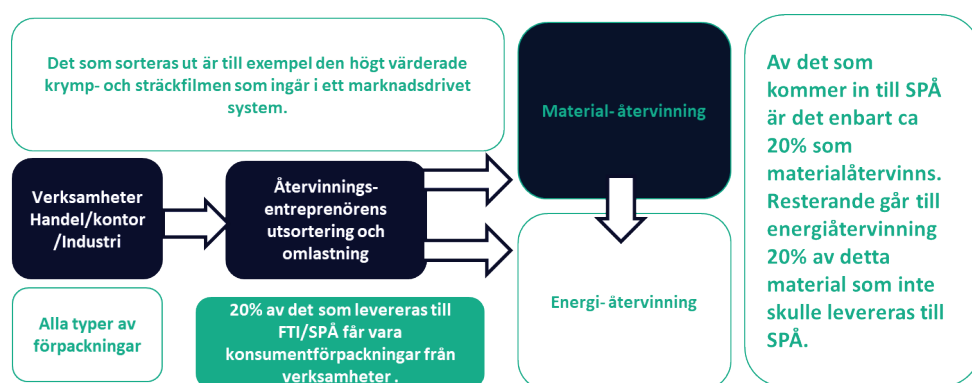 Det som sorteras ut är till exempel den högt värderade
krymp- och sträckfilmen som ingår i ett marknadsdrivet
system.
Verksamheter
Handel/kontor
/Industri
Återvinnings-
entreprenörens
utsortering och
omlastning
Alla typer av
förpackningar
20% av det som levereras till
FTI/SPÅ får vara
konsumentförpackningar från
verksamheter .
Material- återvinning
Energi- återvinning
Av det som
kommer in till SPÅ
är det enbart ca
20% som
materialåtervinns.
Resterande går till
energiåtervinning
20% av detta
material som inte
skulle levereras till
SPÅ.